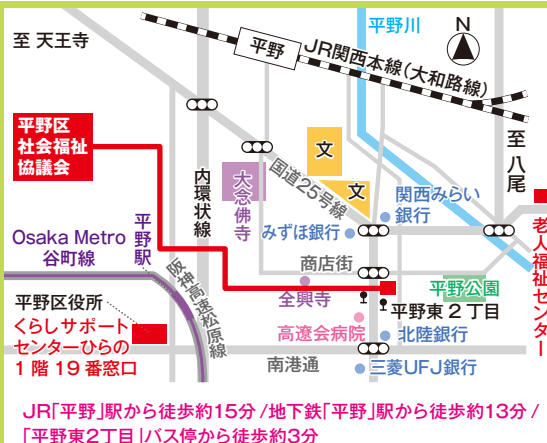 至 天王寺
平野
JR関西本線(大和路線)
平野川
N
平野区
社会福祉
協議会
内環状線
大念佛寺
国道25号線
文
文
至 八尾
関西みらい
銀行
みずほ銀行
Osaka Metro
谷町線
平野駅
阪神高速松原線
商店街
全興寺
平野公園
老人福祉センター
平野東2丁目
平野区役所
くらしサポート
センターひらの
1階19番窓口
高遼会病院
北陸銀行
南港通
三菱UFJ銀行
JR「平野」駅から徒歩約15分/地下鉄「平野」駅から徒歩約13分/
「平野東2丁目」バス停から徒歩約3分